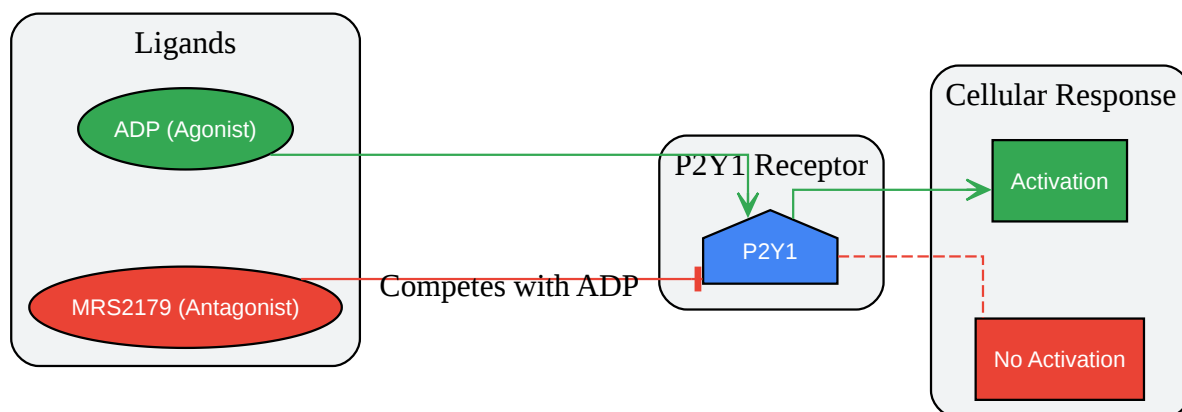 Ligands
ADP (Agonist)
MRS2179 (Antagonist)
Competes with ADP
P2Y1 Receptor
P2Y1
Cellular Response
Activation
No Activation